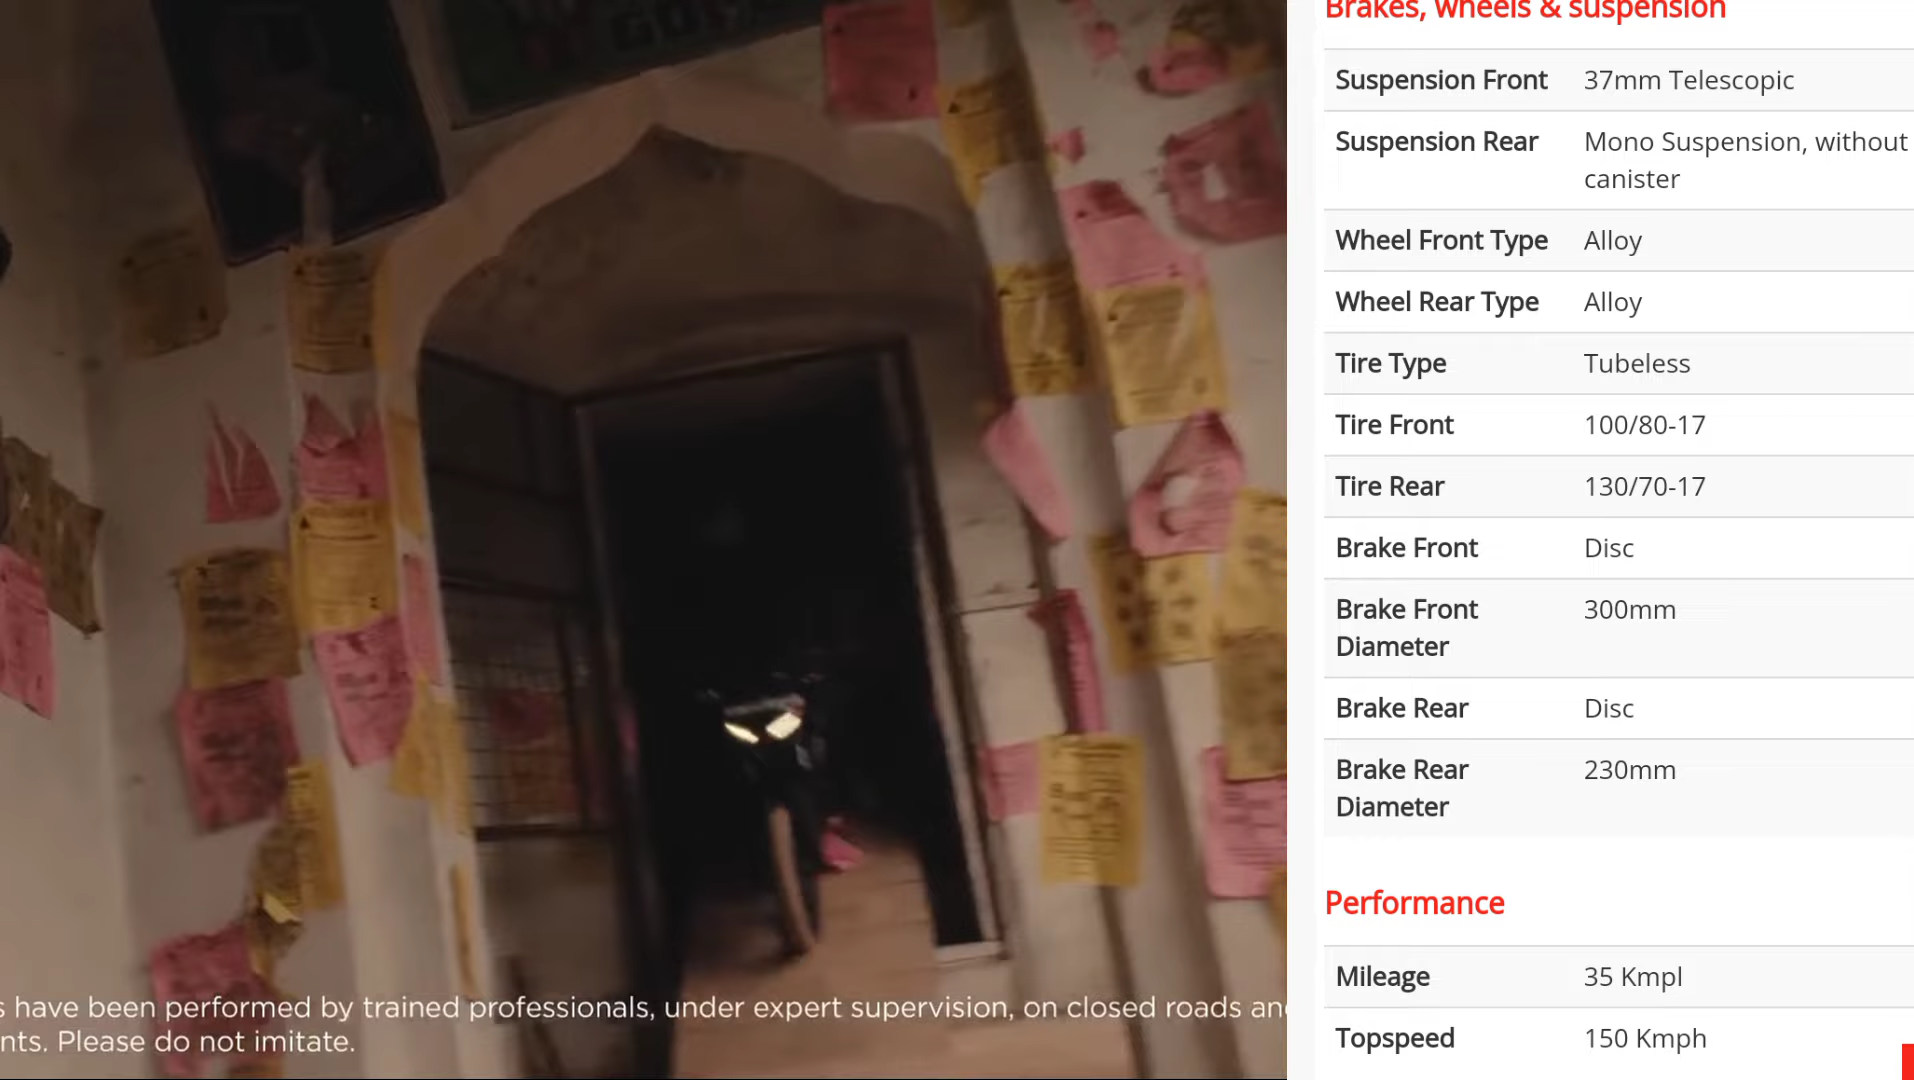 s have been performed by trained professionals, under expert supervision, on closed roads an
nts. Please do not imitate.
Brakes, wheels & suspension
Suspension Front 37mm Telescopic
Suspension Rear Mono Suspension, without
canister
Wheel Front Type Alloy
Wheel Rear Type Alloy
Tire Type Tubeless
Tire Front 100/80-17
Tire Rear 130/70-17
Brake Front Disc
Brake Front 300mm
Diameter
Brake Rear Disc
Brake Rear 230mm
Diameter
Performance
Mileage 35 Kmpl
Topspeed 150 Kmph